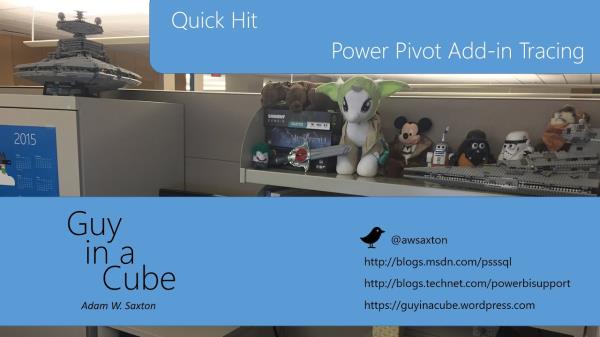 Quick Hit
Power Pivot Add-in Tracing
2015
Guy
in a
Cube
Adam W. Saxton
@awsaxton
http://blogs.msdn.com/psssql
http://blogs.technet.com/powerbisupport
https://guyinacube.wordpress.com